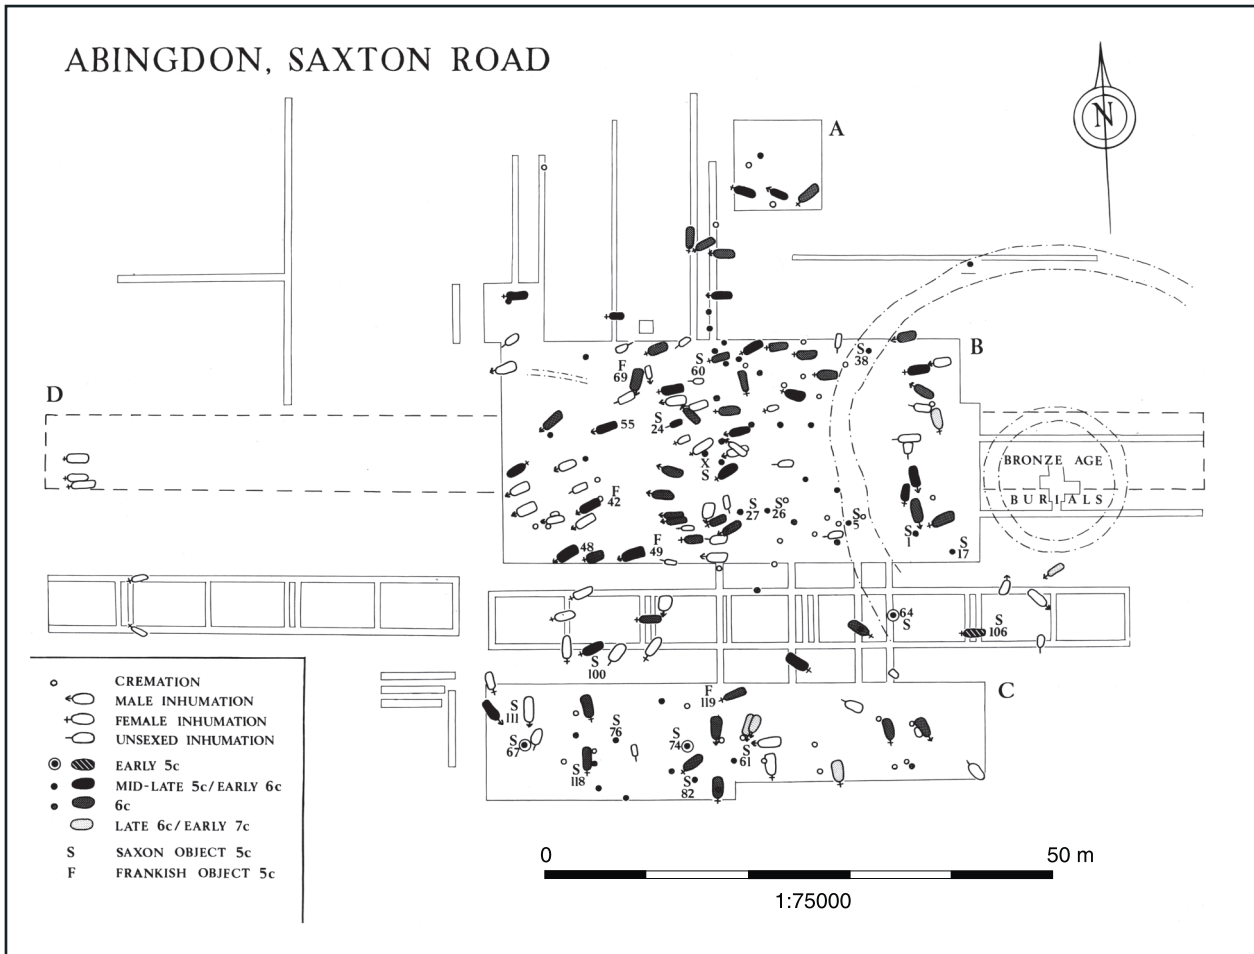 ABINGDON, SAXTON ROAD
N
A
B
S
38
S
60
F
69
D
55
S
24
X
S
BRONZE AGE
BURIALS
F
42
S
27
S
26
S
5
S
1
S
17
48
F
49
64
S
S
106
S
100
C
F
119
S
111
S
67
S
76
S
74
S
61
S
118
S
82
CREMATION
MALE INHUMATION
FEMALE INHUMATION
UNSEXED INHUMATION
EARLY 5c
MID-LATE 5c/EARLY 6c
6c
LATE 6c/EARLY 7c
S SAXON OBJECT 5c
F FRANKISH OBJECT 5c
0 50 m
1:75000